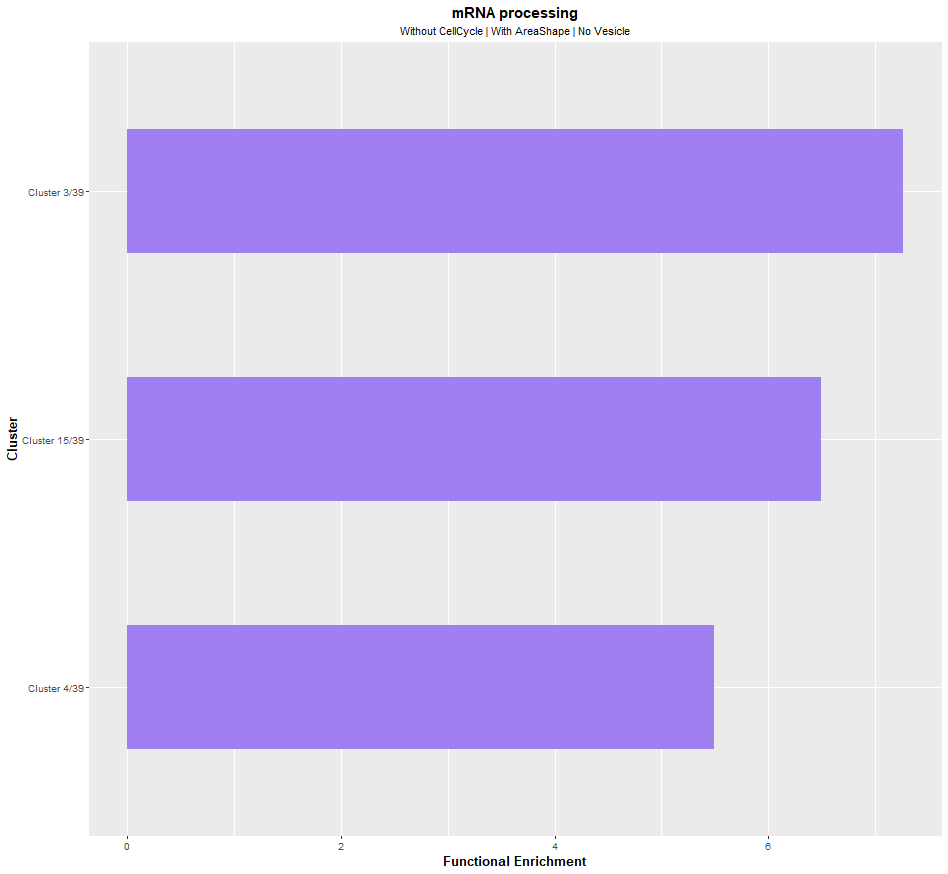 mRNA processing
Without CellCycle | With AreaShape | No Vesicle
Cluster 3/39
Cluster 15/39
Cluster 4/39
Cluster
0 2 4 6
Functional Enrichment